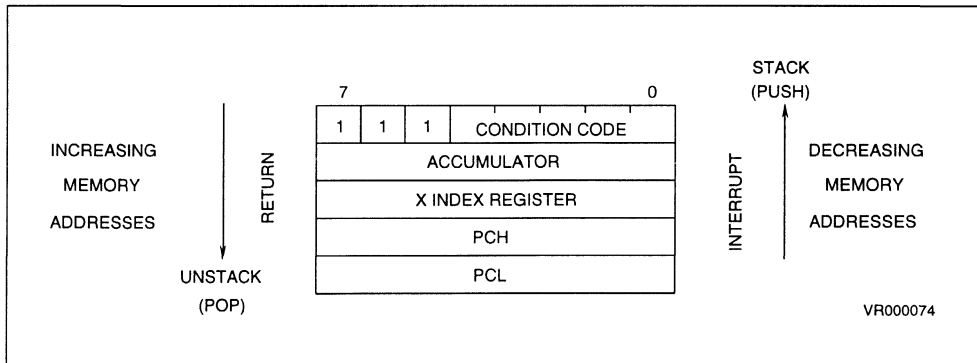 STACK
(PUSH)
7 0
1 1 1 CONDITION CODE
INCREASING
MEMORY
ADDRESSES
RETURN
ACCUMULATOR
X INDEX REGISTER
PCH
PCL
INTERRUPT
DECREASING
MEMORY
ADDRESSES
UNSTACK
(POP)
VR000074